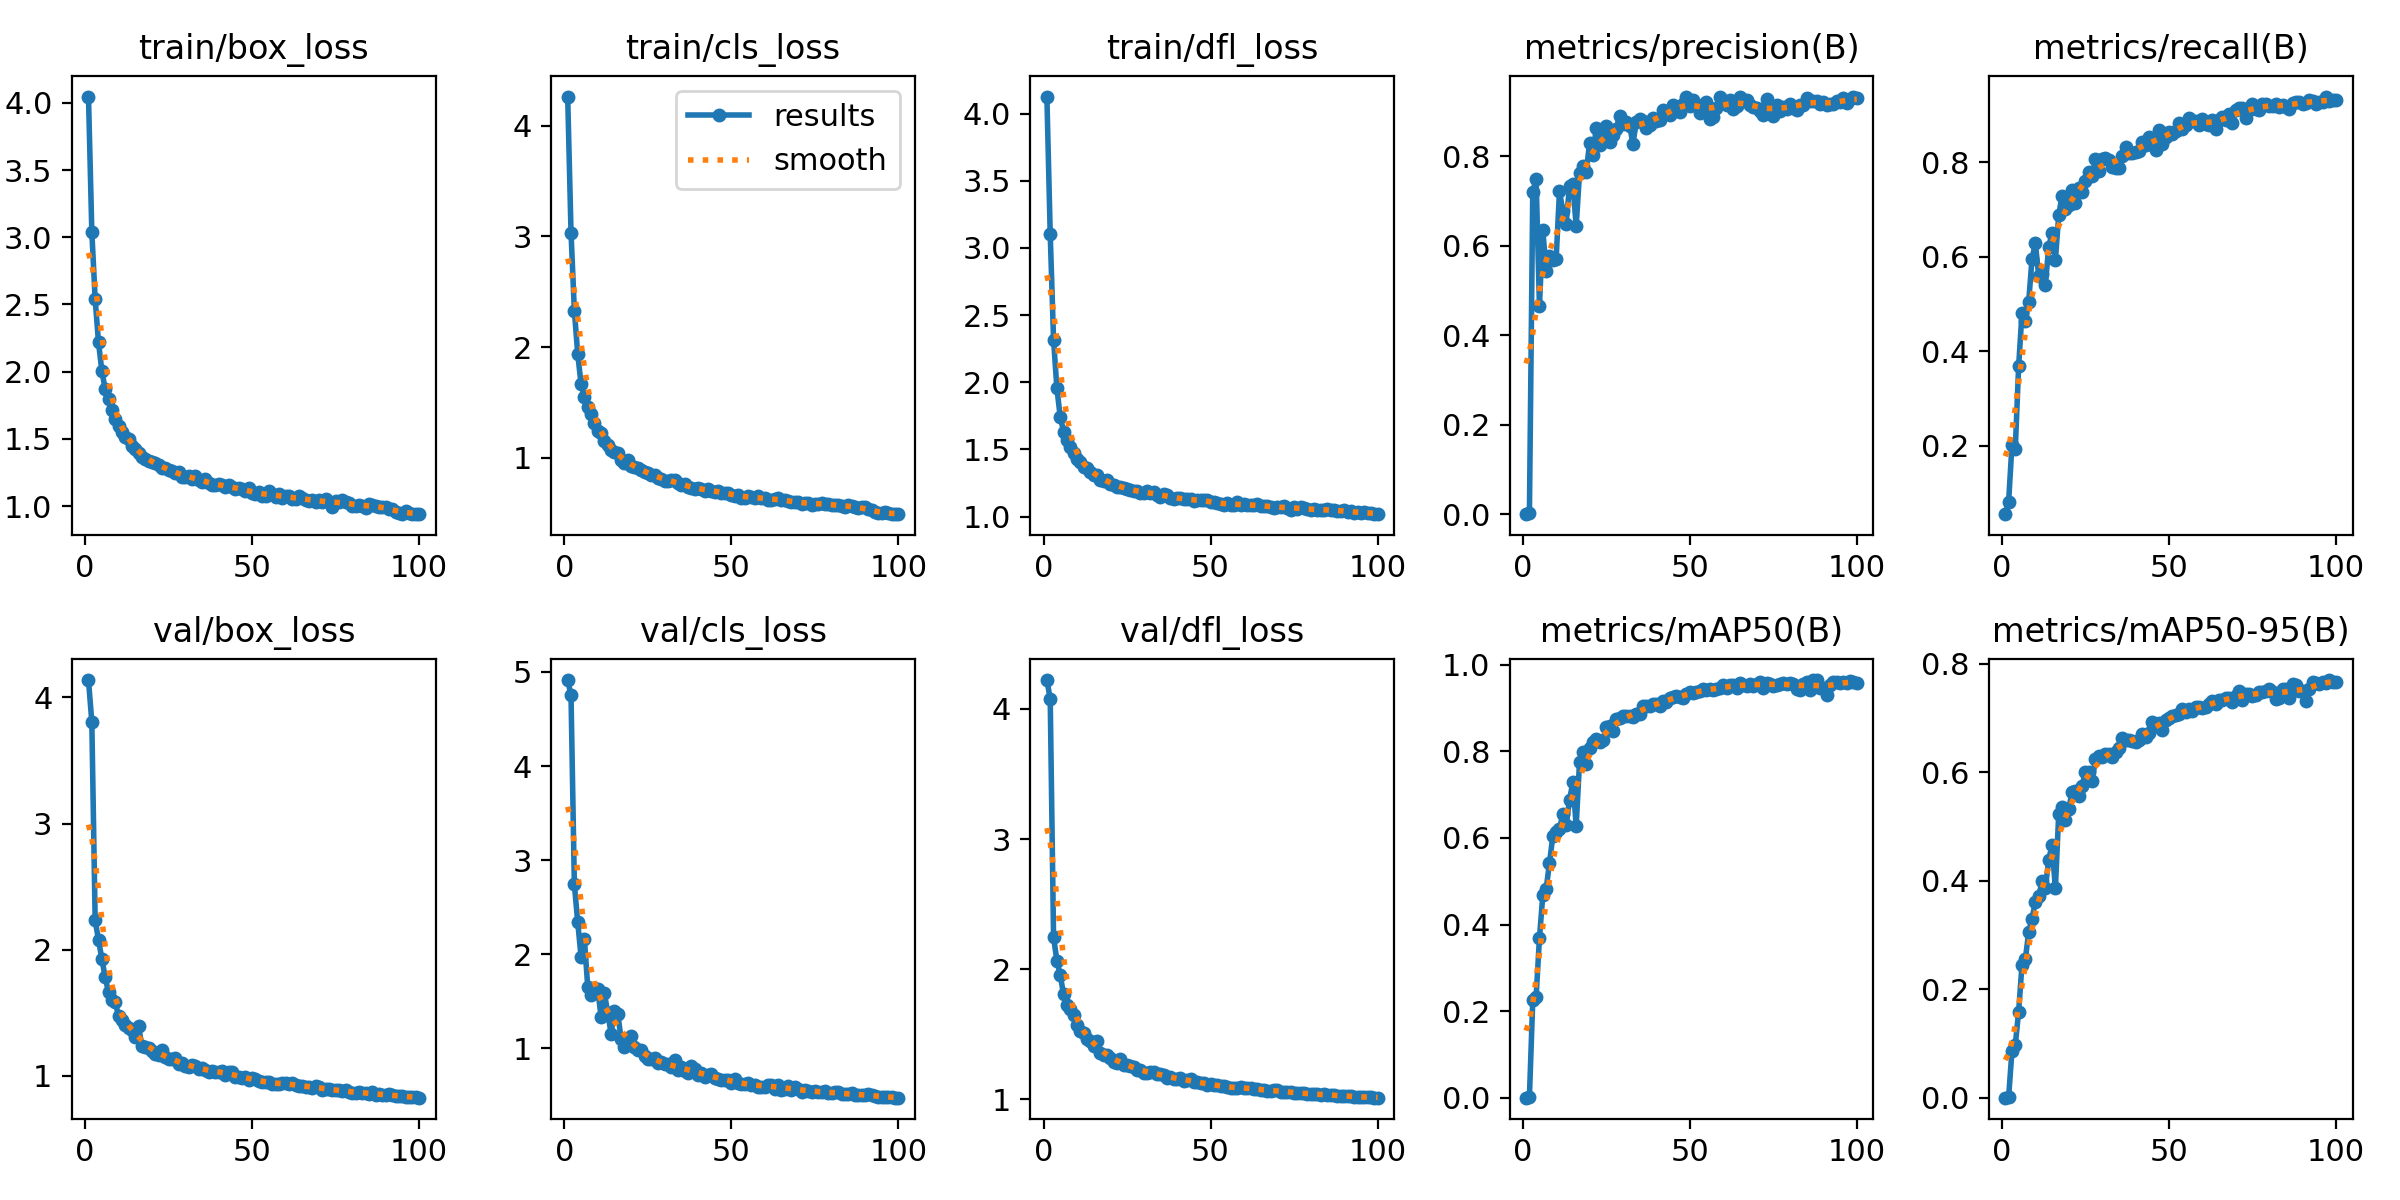 train/box_loss
train/cls_loss
train/dfl_loss
metrics/precision(B)
metrics/recall(B)
results
smooth
4.0
3.5
3.0
2.5
2.0
1.5
1.0
0 50 100
4
3
2
1
0 50 100
4.0
3.5
3.0
2.5
2.0
1.5
1.0
0 50 100
0.8
0.6
0.4
0.2
0.0
0 50 100
0.8
0.6
0.4
0.2
0 50 100
val/box_loss
val/cls_loss
val/dfl_loss
metrics/mAP50(B)
metrics/mAP50-95(B)
4
3
2
1
0 50 100
5
4
3
2
1
0 50 100
4
3
2
1
0 50 100
1.0
0.8
0.6
0.4
0.2
0.0
0 50 100
0.8
0.6
0.4
0.2
0.0
0 50 100